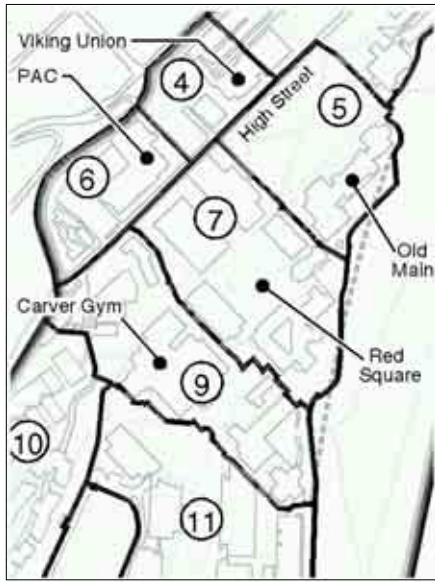 Viking Union
PAC
4
5
High Street
6
7
Old
Main
Carver Gym
Red
Square
9
10
11